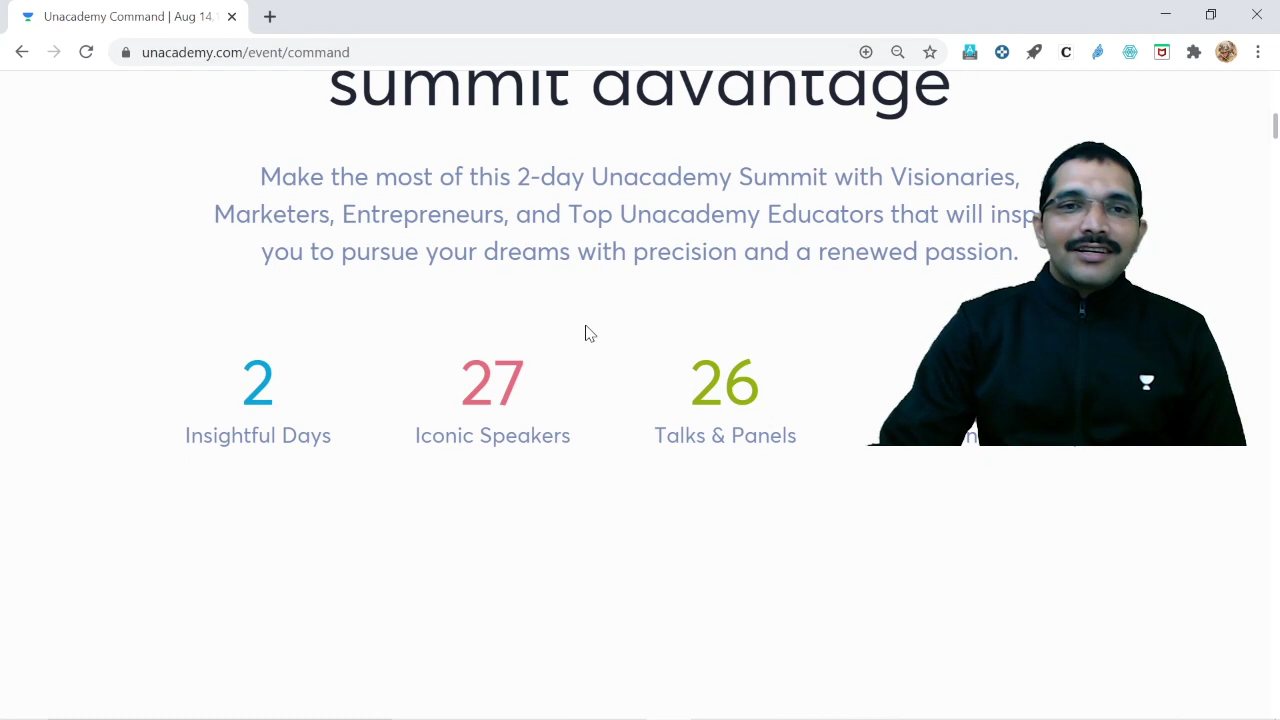 Unacademy Command | Aug 14,
unacademy.com/event/command
summit advantage
Make the most of this 2-day Unacademy Summit with Visionaries,
Marketers, Entrepreneurs, and Top Unacademy Educators that will
you to pursue your dreams with precision and a renewed passion.
2 27 26
Insightful Days Iconic Speakers Talks & Panels